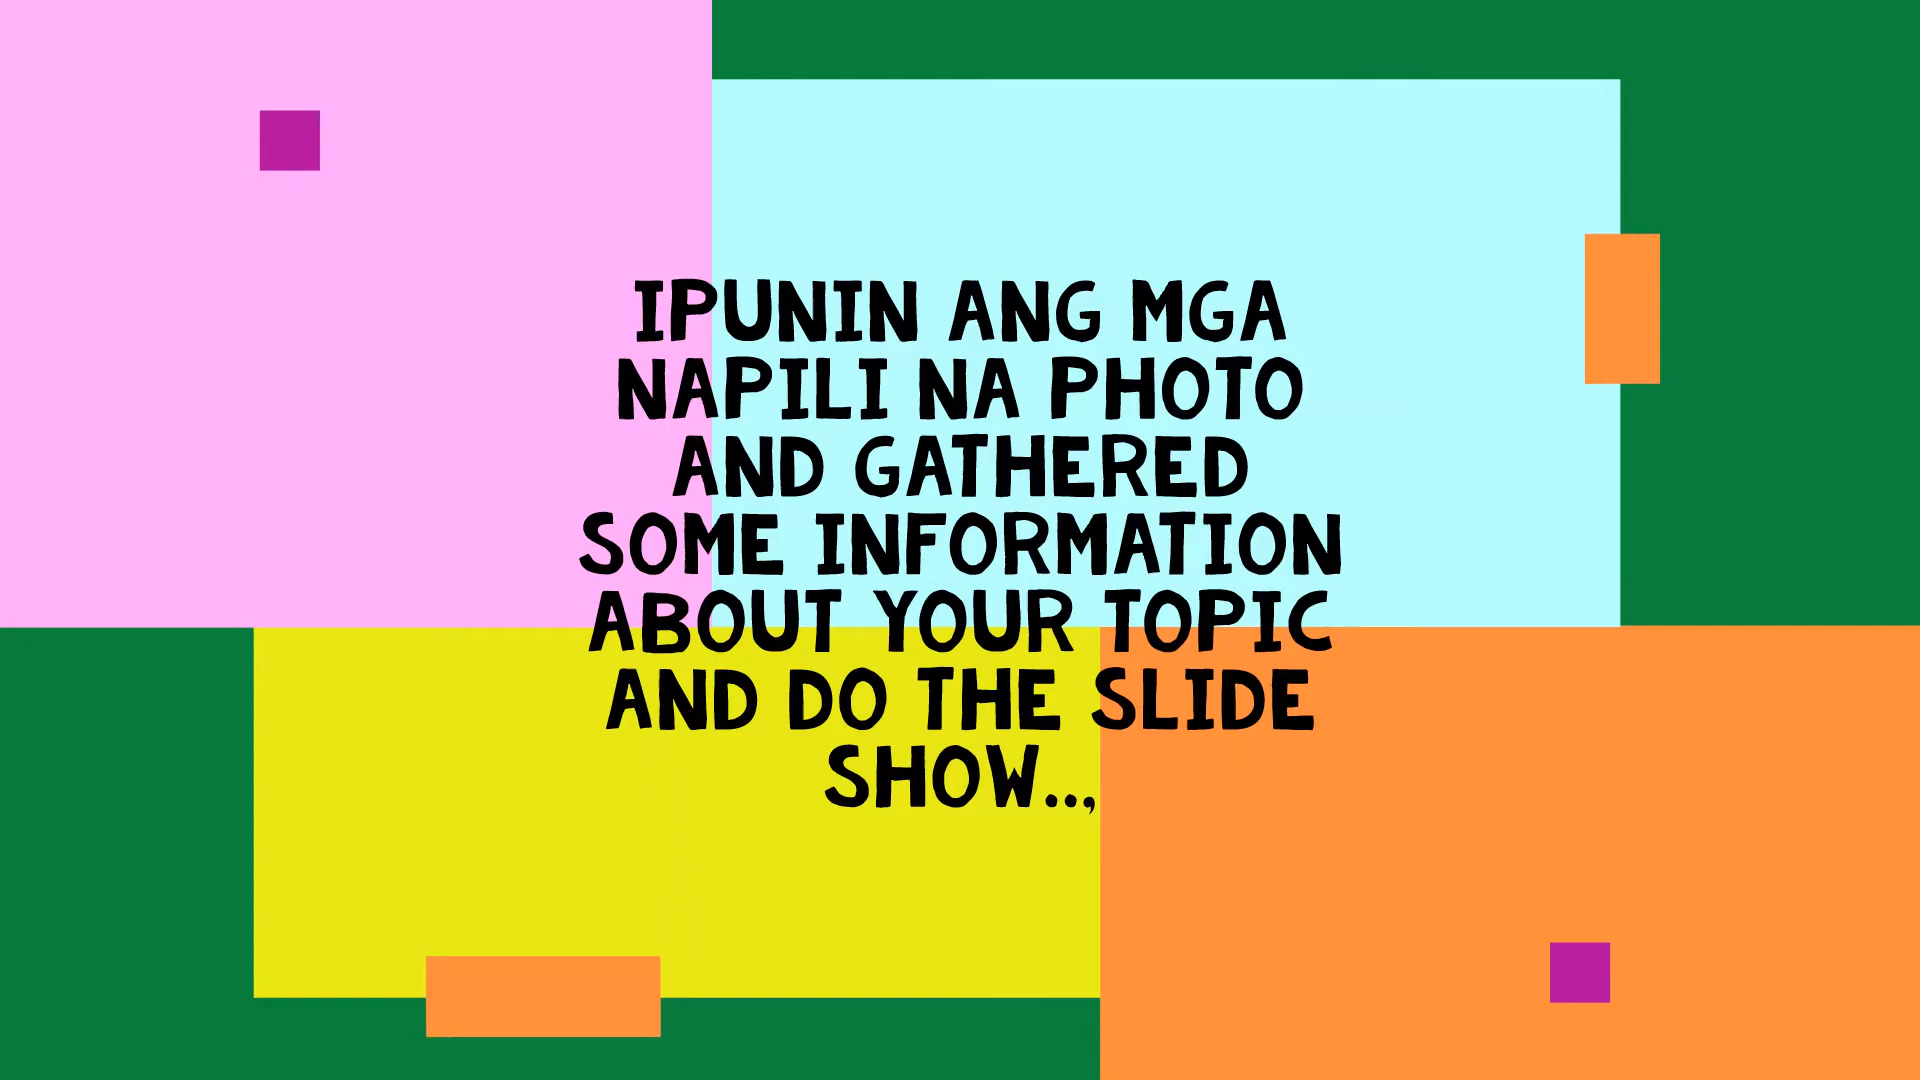 IPUNIN ANG MGA
NAPILI NA PHOTO
AND GATHERED
SOME INFORMATION
ABOUT YOUR TOPIC
AND DO THE SLIDE
SHOW..,